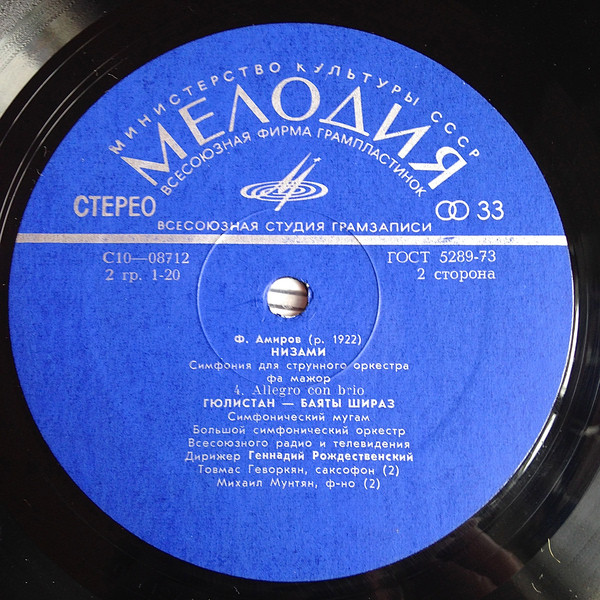 МИНИСТЕРСТВО КУЛЬТУРЫ СССР
МЕЛОДИЯ
ВСЕСОЮЗНАЯ ФИРМА ГРАМПЛАСТИНОК
СТЕРЕО
33
ВСЕСОЮЗНАЯ СТУДИЯ ГРАМЗАПИСИ
С10—08712
ГОСТ 5289-73
2 гр. 1-20
2 сторона
Ф. Амиров (р. 1922)
НИЗАМИ
Симфония для струнного оркестра
фа мажор
4. Allegro con brio
ГЮЛИСТАН — БАЯТЫ ШИРАЗ
Симфонический мугам
Большой симфонический оркестр
Всесоюзного радио и телевидения
Дирижер Геннадий Рождественский
Товмас Геворкян, саксофон (2)
Михаил Мунтян, ф-но (2)